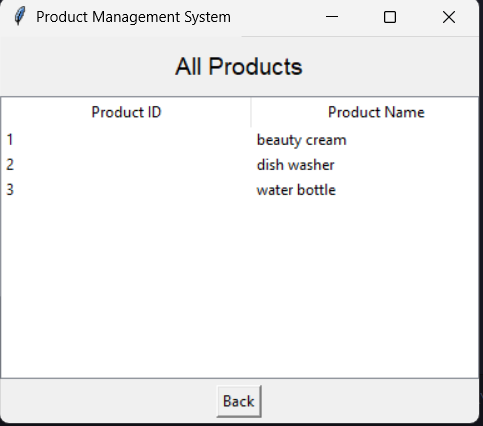 Product Management System
All Products
Product ID Product Name
1 beauty cream
2 dish washer
3 water bottle
Back